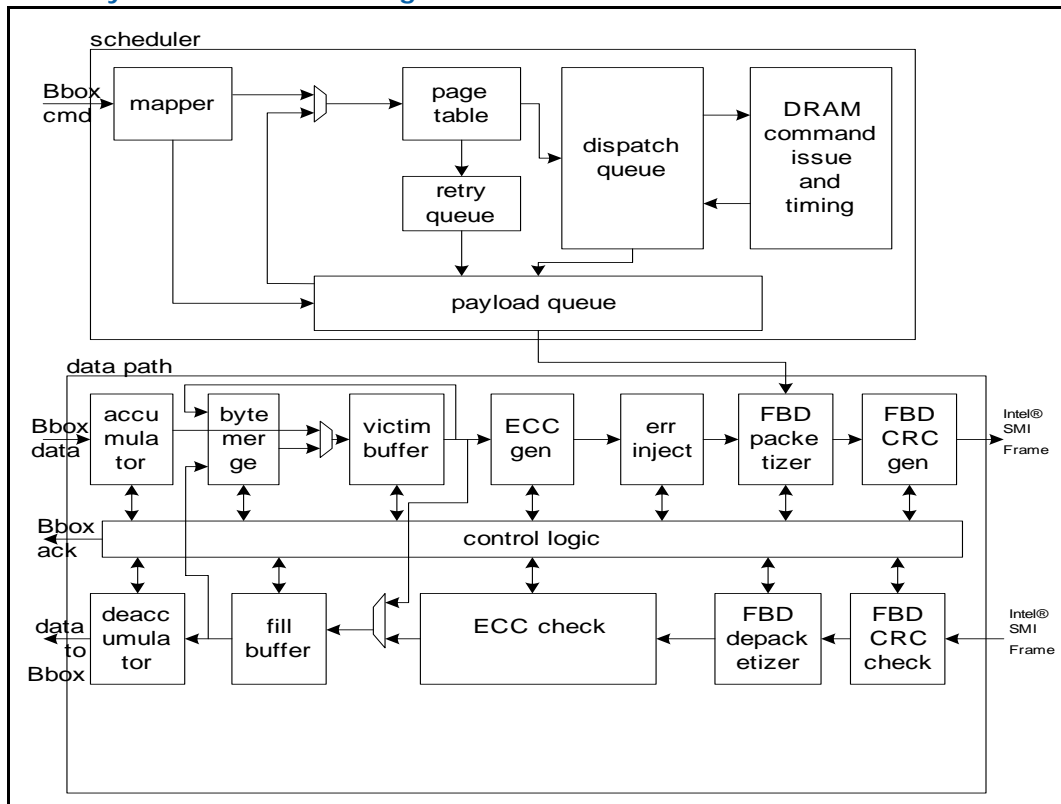 scheduler
Bbox
cmd
mapper
page
table
retry
queue
dispatch
queue
DRAM
command
issue
and
timing
payload queue
data path
Bbox
data
accu
mula
tor
byte
mer
ge
victim
buffer
ECC
gen
err
inject
FBD
packe
tizer
FBD
CRC
gen
Intel®
SMI
Frame
Bbox
ack
control logic
data
to
Bbox
deacc
umula
tor
fill
buffer
ECC check
FBD
depack
etizer
FBD
CRC
check
Intel®
SMI
Frame